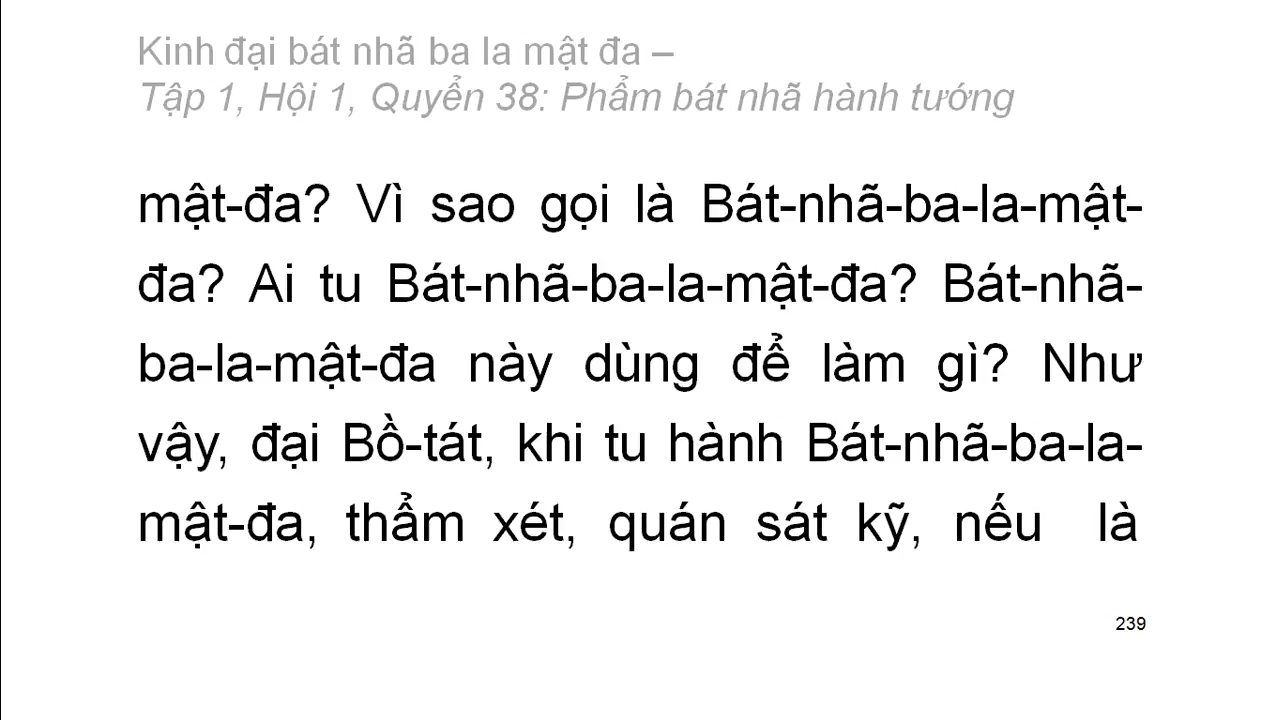 Kinh đại bát nhã ba la mật đa –
Tập 1, Hội 1, Quyển 38: Phẩm bát nhã hành tướng
mật-đa? Vì sao gọi là Bát-nhã-ba-la-mật-
đa? Ai tu Bát-nhã-ba-la-mật-đa? Bát-nhã-
ba-la-mật-đa này dùng để làm gì? Như
vậy, đại Bồ-tát, khi tu hành Bát-nhã-ba-la-
mật-đa, thẩm xét, quán sát kỹ, nếu là
239